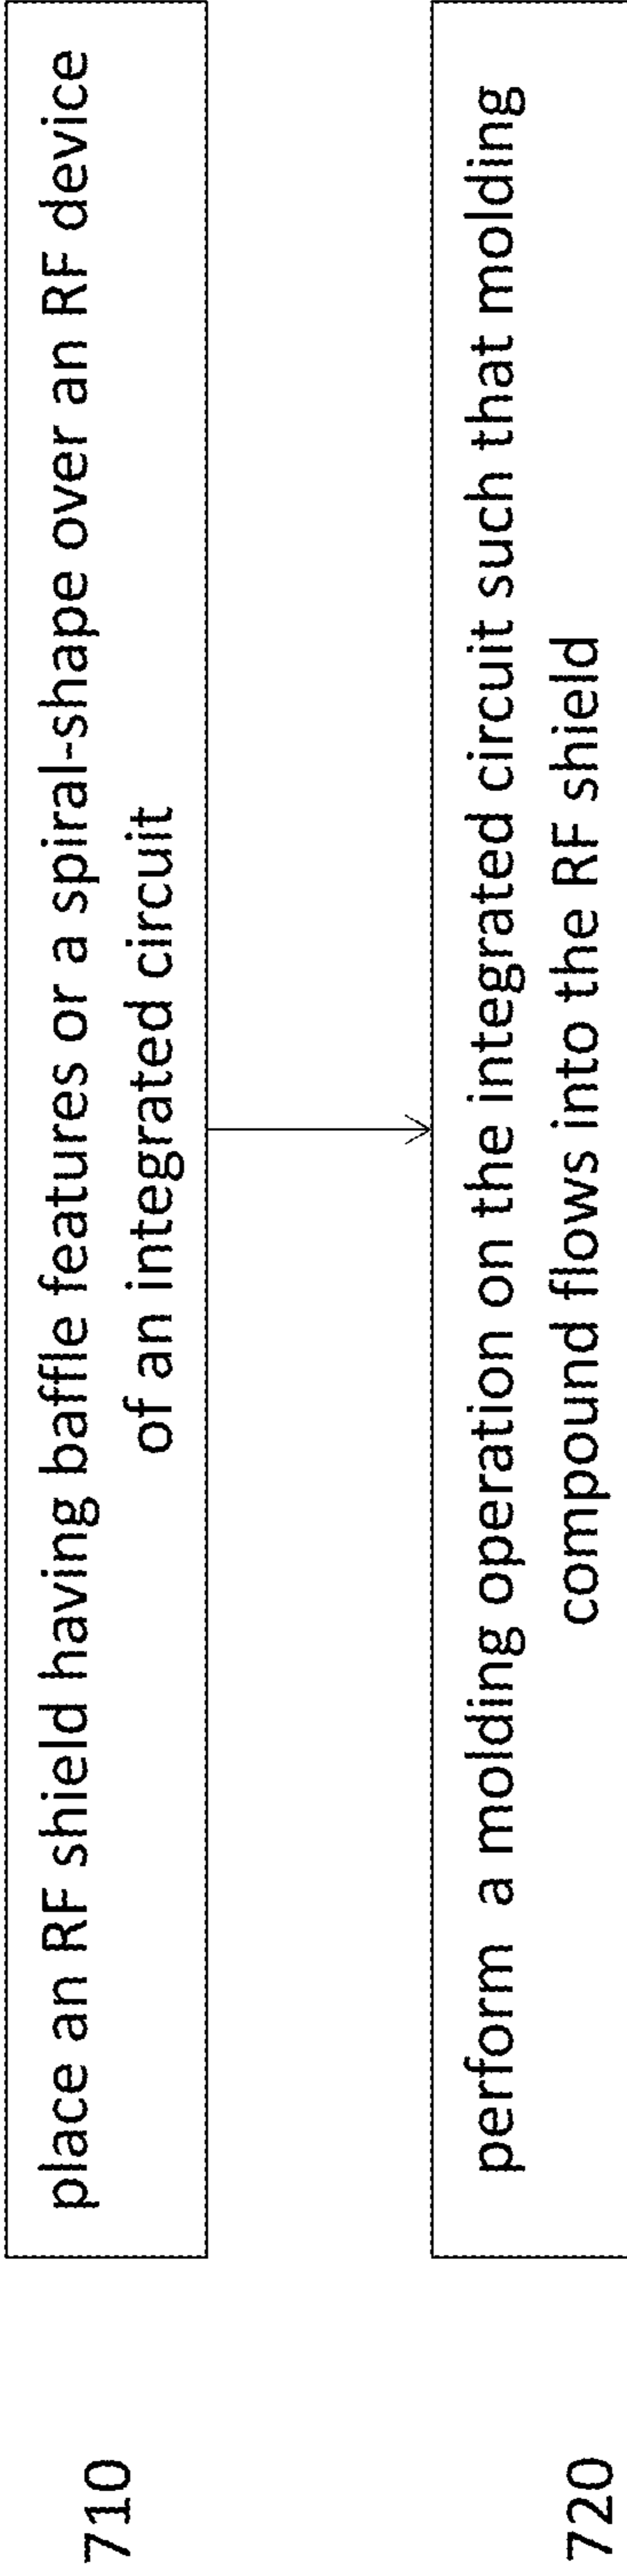 710
place an RF shield having baffle features or a spiral-shape over an RF device
of an integrated circuit
720
perform a molding operation on the integrated circuit such that molding
compound flows into the RF shield